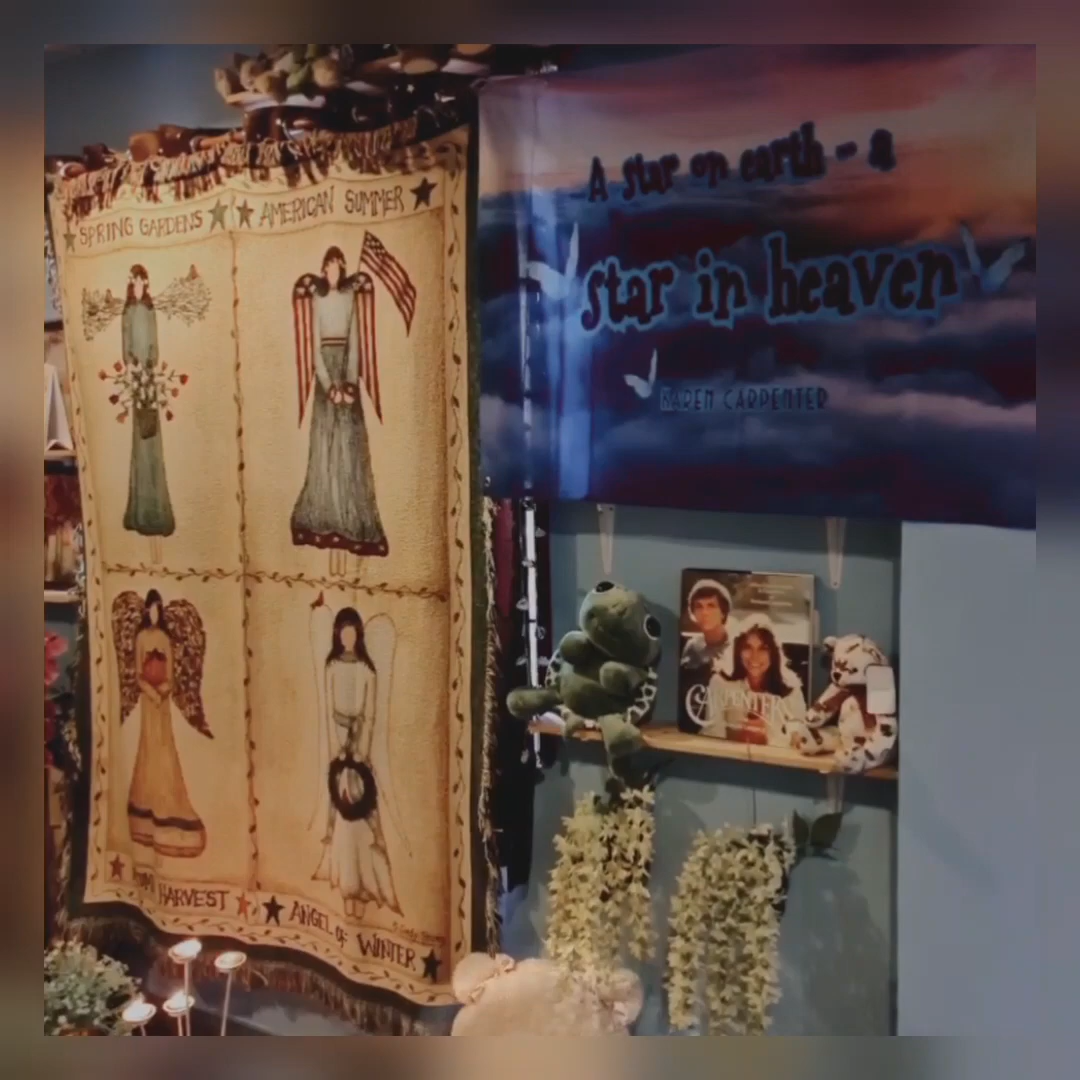 SPRING GARDENS
AMERICAN SUMMER
HARVEST
ANGEL OF WINTER
A star on earth - a
star in heaven
KAREN CARPENTER
CARPENTERS